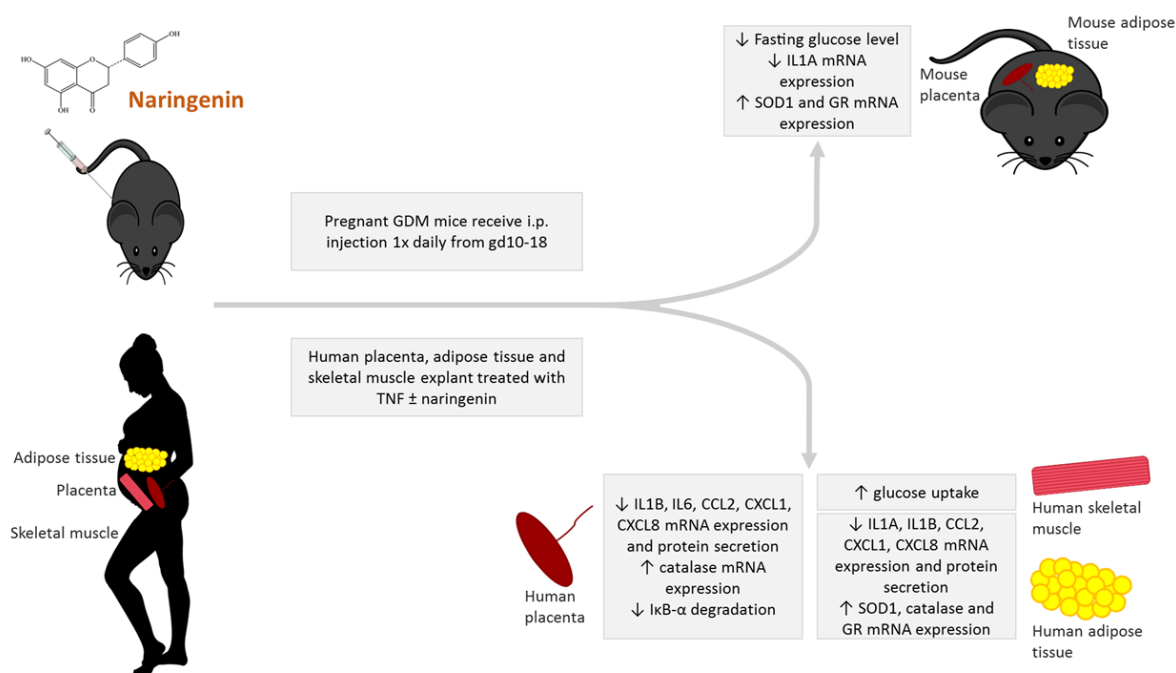 OH
HO
O
OH
O
Naringenin
Pregnant GDM mice receive i.p.
injection 1x daily from gd10-18
Human placenta, adipose tissue and
skeletal muscle explant treated with
TNF ± naringenin
Adipose tissue
Placenta
Skeletal muscle
↓ Fasting glucose level
↓ IL1A mRNA
expression
↑ SOD1 and GR mRNA
expression
Mouse adipose
tissue
Mouse
placenta
↓ IL1B, IL6, CCL2, CXCL1,
CXCL8 mRNA expression
and protein secretion
↑ catalase mRNA
expression
↓ IκB-α degradation
Human
placenta
↑ glucose uptake
↓ IL1A, IL1B, CCL2,
CXCL1, CXCL8 mRNA
expression and protein
secretion
↑ SOD1, catalase and
GR mRNA expression
Human skeletal
muscle
Human adipose
tissue